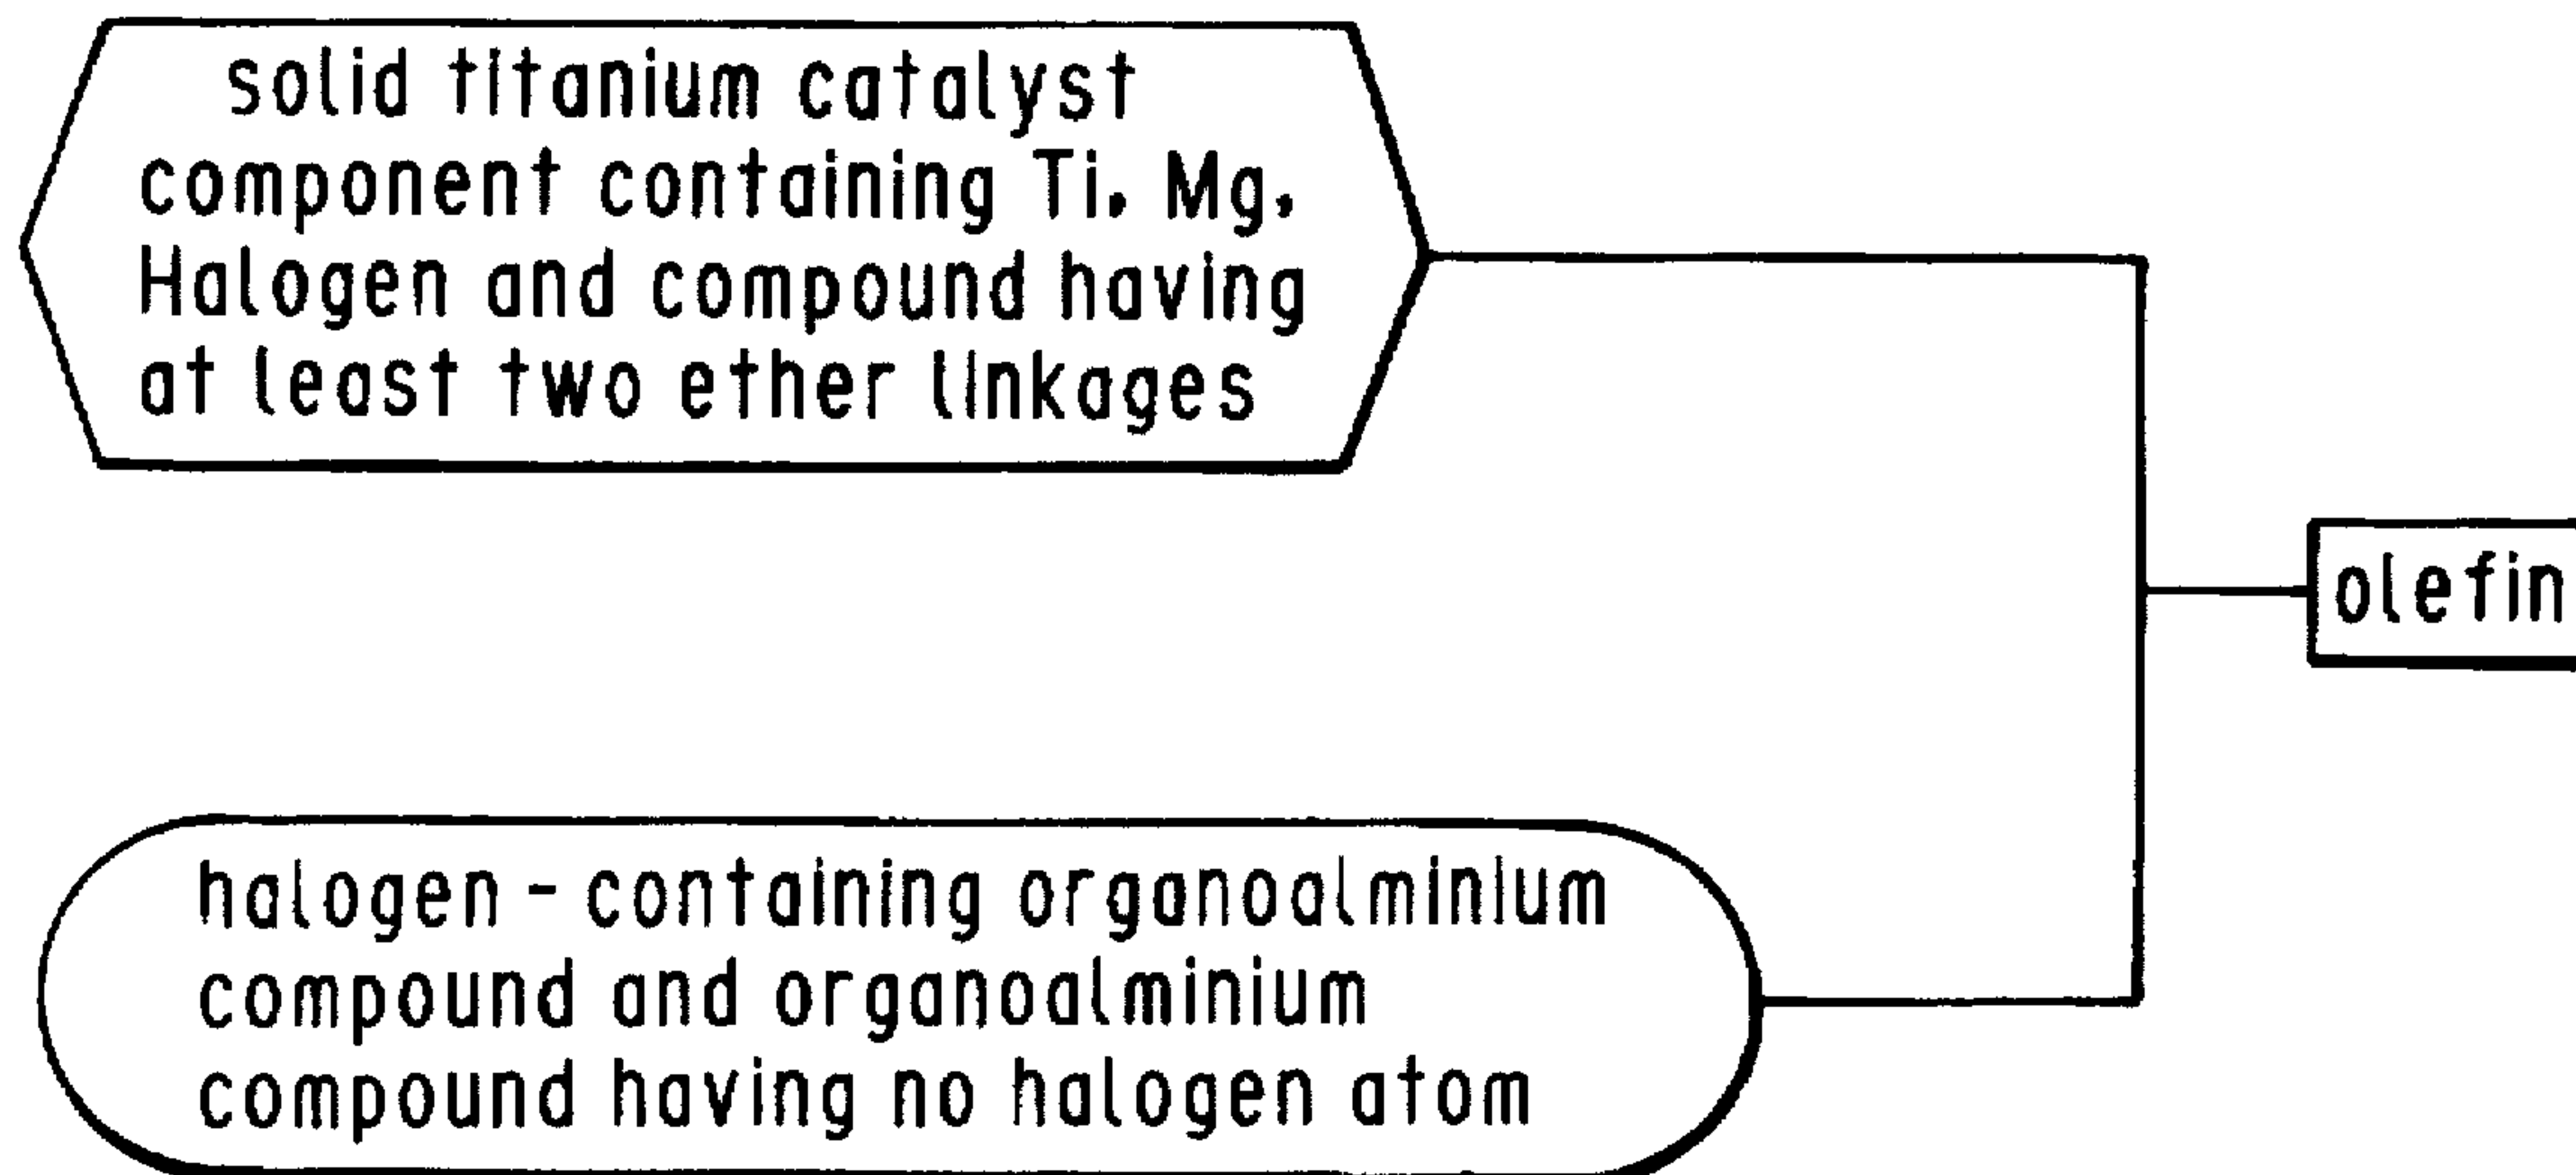 solid titanium catalyst
component containing Ti. Mg.
Halogen and compound having
at least two ether linkages
olefin
halogen - containing organoalminium
compound and organoalminium
compound having no halogen atom